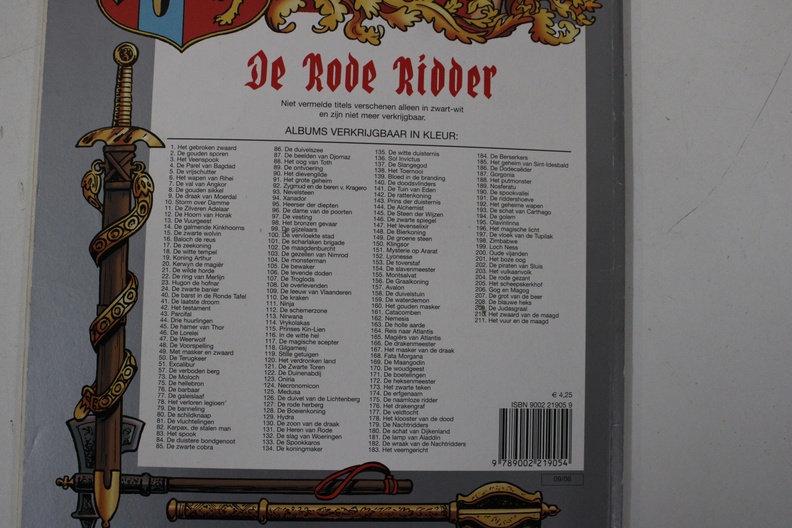 De Rode Ridder
Niet vermelde titels verschenen alleen in zwart-wit
en zijn niet meer verkrijgbaar.
ALBUMS VERKRIJGBAAR IN KLEUR:
1. Het gebroken zwaard
2. De gouden sporen
3. Het Veenspook
4. De Parel van Bagdad
5. De vrijschutter
6. Het wapen van Rihei
7. De val van Angkor
8. De gouden sikkel
9. De draak van Moerdal
10. Storm over Damme
11. De Zilveren Adelaar
12. De Hoorn van Horak
13. De Vuurgeest
14. De galmende Kinkhoorns
15. De zwarte wolvin
16. Baloch de reus
17. De zeekoning
18. De witte tempel
19. Koning Arthur
20. Kerwyn de magiër
21. De wilde horde
22. De ring van Merlijn
23. Hugon de hofnar
24. De zwarte banier
40. De barst in de Ronde Tafel
41. De laatste droom
42. Het testament
43. Parcifal
44. Drie huurlingen
45. De hamer van Thor
46. De Lorelei
47. De Weerwolf
48. De Voorspelling
49. Met masker en zwaard
50. De Terugkeer
51. Excalibur
57. De verboden berg
73. De Moloch
75. De hellebron
76. De barbaar
77. De galeislaaf
78. Het verloren legioen
79. De banneling
80. De schildknaap
81. De vluchtelingen
82. Karpax, de stalen man
83. Het spook
84. De duistere bondgenoot
85. De zwarte cobra
86. De duivelszee
87. De beelden van Djomaz
88. Het oog van Toth
89. De ontvoering
90. Het dievengilde
91. Het grote geheim
92. Zygmud en de beren v. Kragero
93. Nevelsteen
94. Xanador
95. Heerser der diepten
96. De dame van de poorten
97. De vesting
98. Het bronzen gevaar
99. De gijzelaars
100. De vervloekte stad
101. De schartaken brigade
102. De maagdenburcht
103. De gezellen van Nimrod
104. De monsterman
105. De bewaker
106. De levende doden
107. De Troglods
108. De overlevenden
109. De leeuw van Vlaanderen
110. De kraken
111. Ninja
112. De schermerzone
113. Nirwana
114. Vrykolakas
115. Prinses Kin-Lien
116. In de witte hel
117. De magische scepter
118. Gilgamesj
119. Stille getuigen
120. Het verdronken land
121. De Zwarte Toren
122. De Duinenabdij
123. Oniria
124. Necronomicon
125. Medusa
126. De duivel van de Lichtenberg
127. De rode herberg
128. De Boeienkoning
129. Hydra
130. De zoon van de draak
131. De Heren van Rode
132. De slag van Woeringen
133. De Spookkaros
134. De koningmaker
135. De witte duisternis
136. Sol Invictus
137. De Slangegod
138. Het Toernooi
139. Bloed in de branding
140. De doodsvlinders
141. De Tuin van Eden
142. De rattenkoning
143. Prins der duisternis
144. De Alchemist
145. De Steen der Wijzen
146. De zwarte spiegel
147. Het levenselixir
148. De Bierkoning
149. De groene steen
150. Klingsor
151. Mysterie op Ararat
152. Lyonesse
153. De toverstaf
154. De slavenmeester
155. Montsalvat
156. De Graalkoning
157. Avalon
158. De duivelstuin
159. De waterdemon
160. Het gouden masker
161. Catacomben
162. Nemesis
163. De holle aarde
164. Reis naar Atlantis
165. Magiërs van Atlantis
166. De drakenmeester
167. Het masker van de draak
168. Fata Morgana
169. De Maangodin
170. De woudgeest
171. De boetelingen
172. De heksenmeester
173. Het zwarte teken
174. De erfgenaam
175. De naamloze ridder
176. Het drakengraf
177. De veldtocht
178. Het klooster van de dood
179. De Nachtridders
180. De schat van Dijkenland
181. De lamp van Aladdin
182. De wraak van de Nachtridders
183. Het veemgericht
184. De Berserkers
185. Het geheim van Sint-Idesbald
186. De Dodecaëder
187. Gorgonia
188. Het putmonster
189. Nosferatu
190. De spookvallei
191. De riddershoeve
192. Het geheime wapen
193. De schat van Carthago
194. De golem
195. Olavinlinna
196. Het magische licht
197. De vloek van de Tupilak
198. Zimbabwe
199. Loch Ness
200. Oude vijanden
201. Het boze oog
202. De piraten van Sluis
203. Het volkaanvolk
204. De rode gezant
205. Het scheepskerkhof
206. Gog en Magog
207. De grot van de beer
208. De blauwe heks
209. De Judasgraal
210. Het zwaard van de maagd
211. Het vuur en de maagd
€ 4,25
ISBN 9002 21905 9
9 789002 219054
08/06